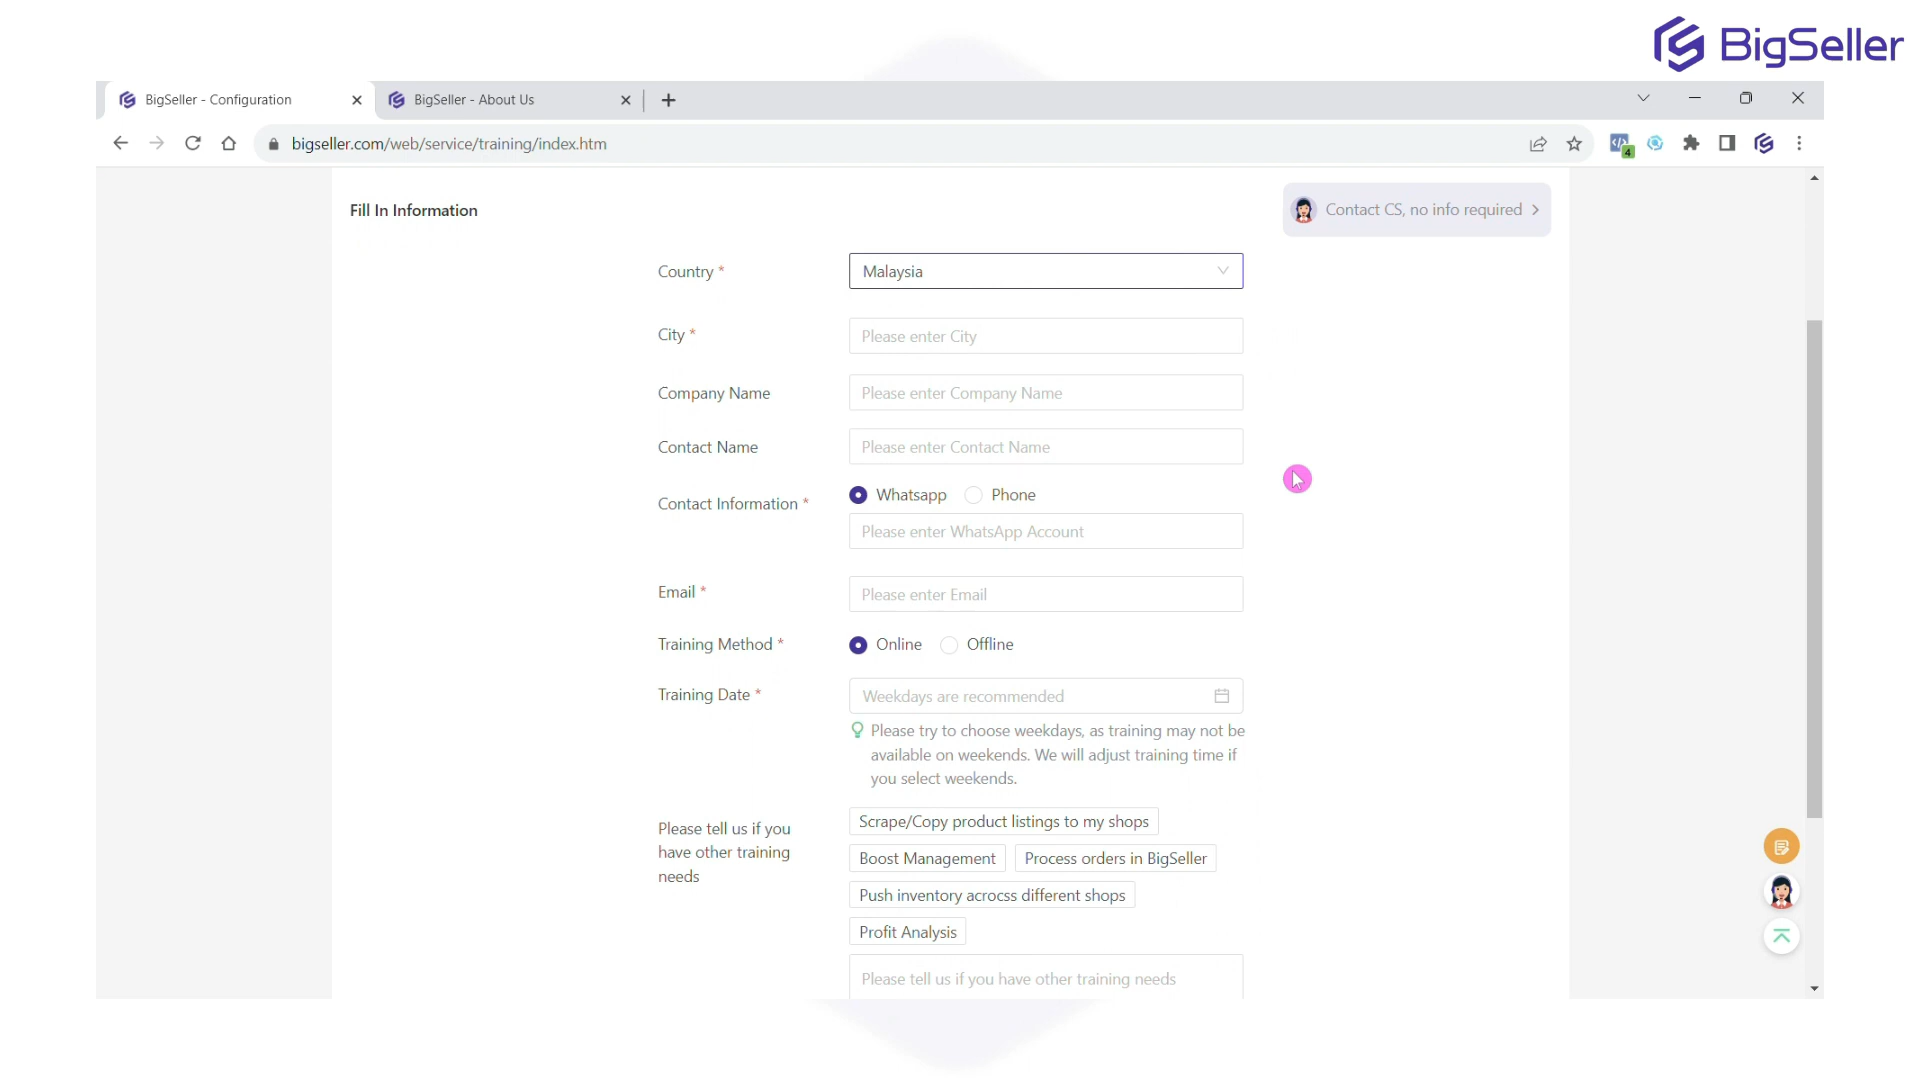 BigSeller
BigSeller - Configuration
BigSeller - About Us
bigseller.com/web/service/training/index.htm
4
Fill In Information
Contact CS, no info required
Country *
Malaysia
City *
Please enter City
Company Name
Please enter Company Name
Contact Name
Please enter Contact Name
Contact Information *
Whatsapp
Phone
Please enter WhatsApp Account
Email *
Please enter Email
Training Method *
Online
Offline
Training Date *
Weekdays are recommended
Please try to choose weekdays, as training may not be
available on weekends. We will adjust training time if
you select weekends.
Please tell us if you
have other training
needs
Scrape/Copy product listings to my shops
Boost Management
Process orders in BigSeller
Push inventory acrocss different shops
Profit Analysis
Please tell us if you have other training needs